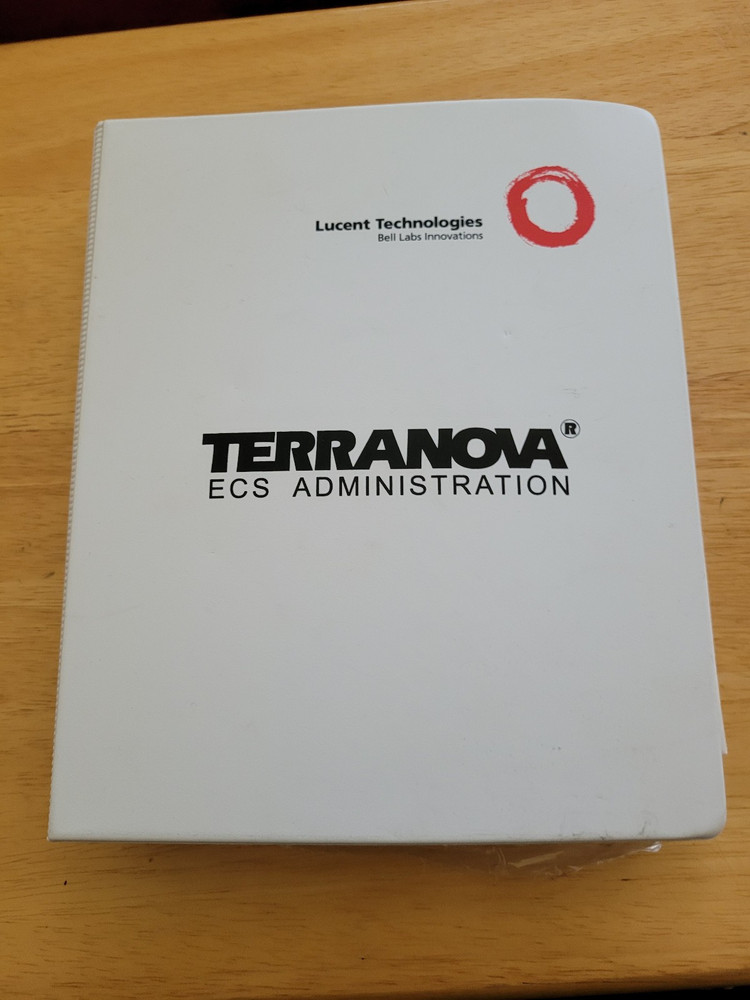 Lucent Technologies
Bell Labs Innovations
TERRANOVA®
ECS ADMINISTRATION